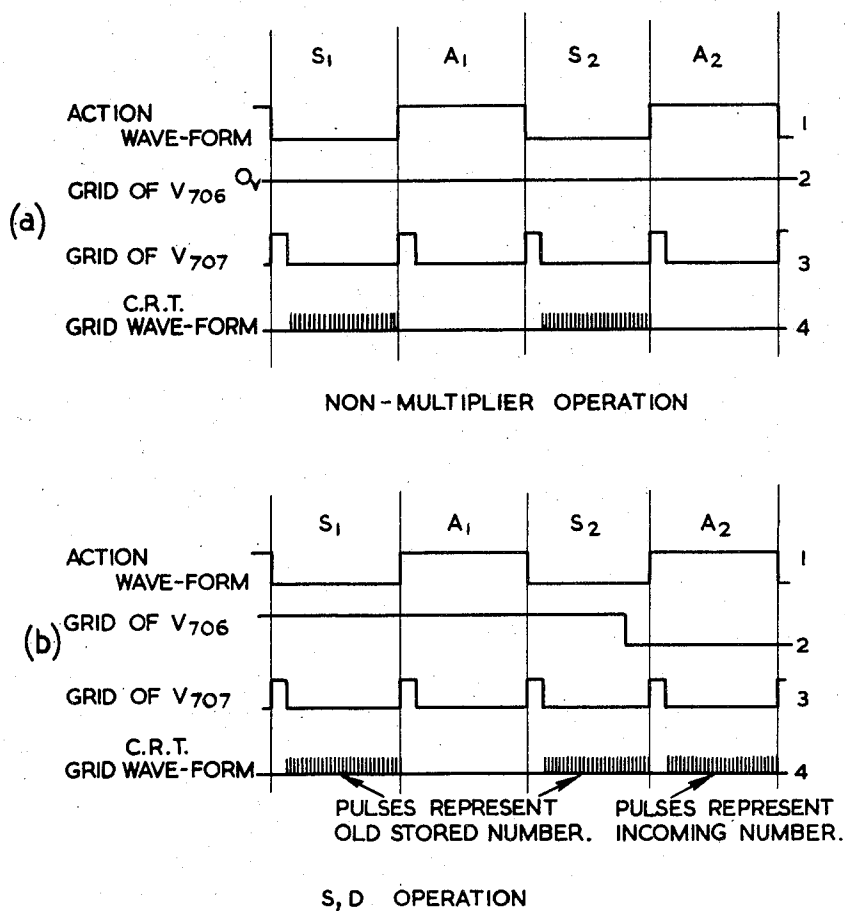 S1 A1 S2 A2
ACTION
WAVE-FORM 1
GRID OF V706 Ov 2
(a)
GRID OF V707 3
C.R.T.
GRID WAVE-FORM 4
NON-MULTIPLIER OPERATION
S1 A1 S2 A2
ACTION 1
WAVE-FORM
GRID OF V706
(b) 2
GRID OF V707 3
C.R.T.
GRID WAVE-FORM 4
PULSES REPRESENT PULSES REPRESENT
OLD STORED NUMBER. INCOMING NUMBER.
S,D OPERATION